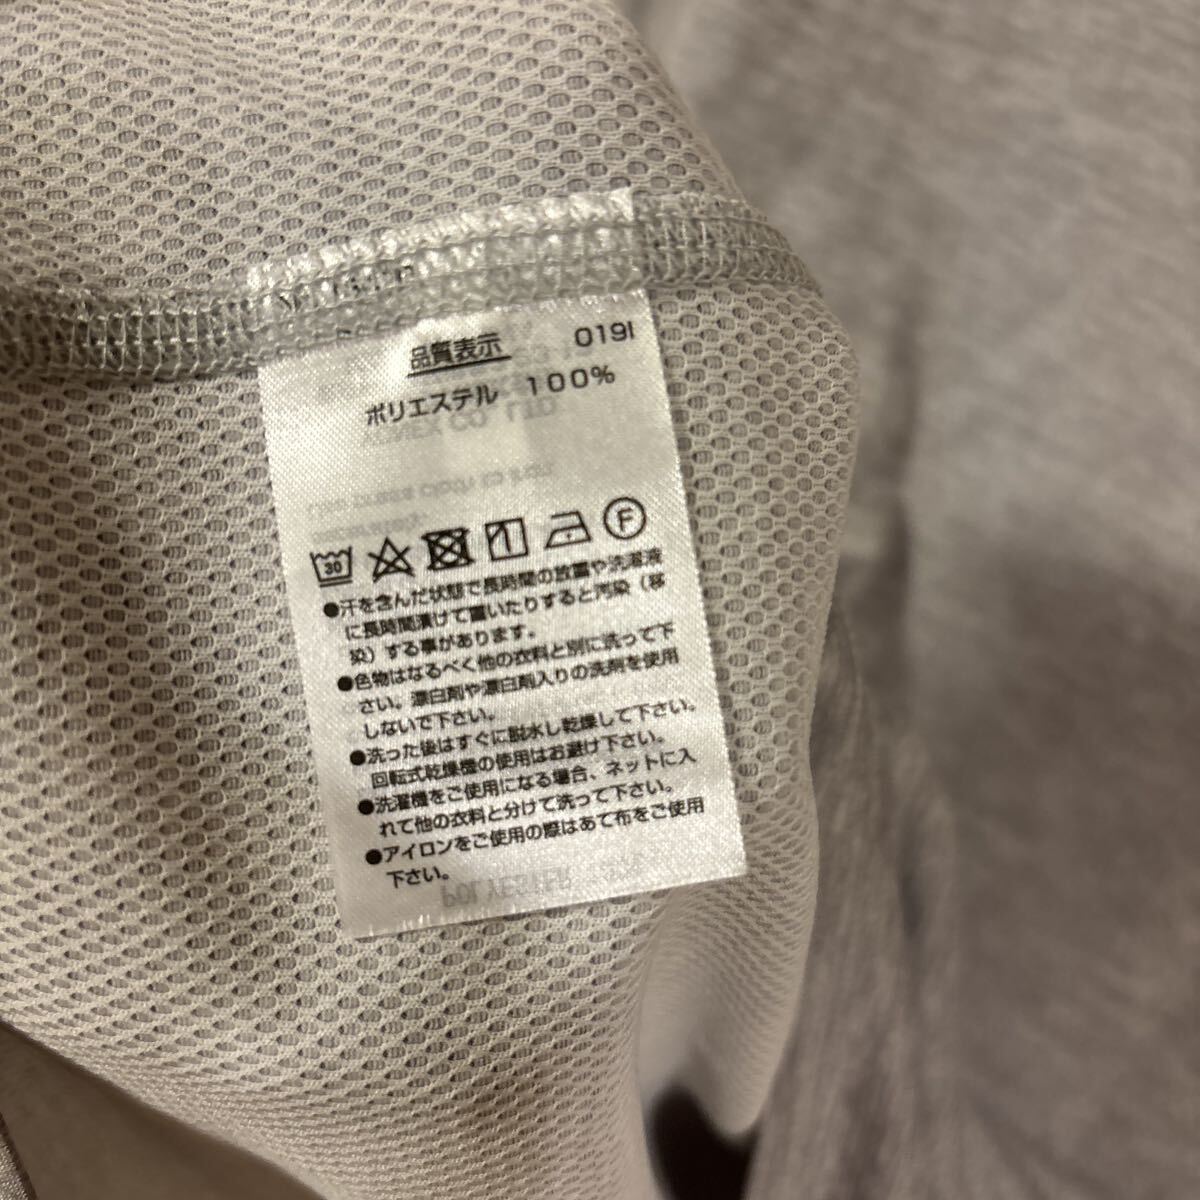 品質表示 0191
ポリエステル 100%
30 F
●汗を含んだ状態で長時間の放置や洗濯液
に長時間漬けて置いたりすると汚染（移
染）する事があります。
●色物はなるべく他の衣料と別に洗って下
さい。漂白剤や漂白剤入りの洗剤を使用
しないで下さい。
●洗った後はすぐに脱水し乾燥して下さい。
回転式乾燥機の使用はお避け下さい。
●洗濯機をご使用になる場合、ネットに入
れて他の衣料と分けて洗って下さい。
●アイロンをご使用の際はあて布をご使用
下さい。